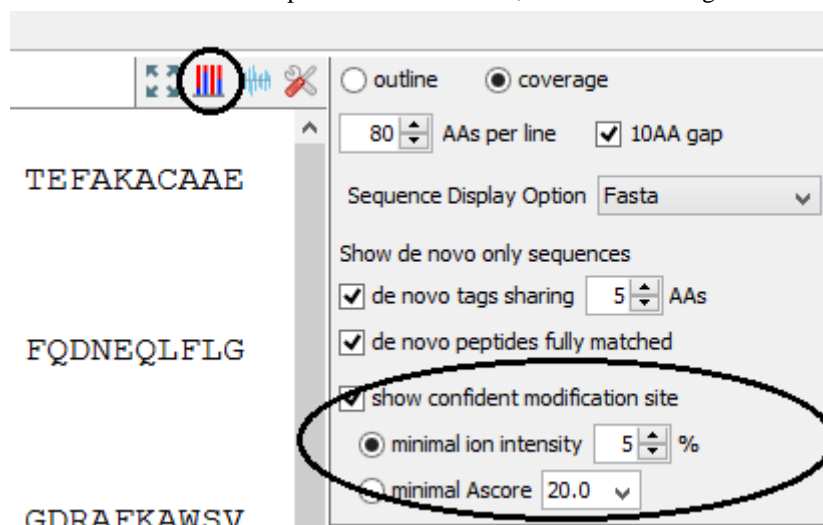 outline coverage
80 AAs per line 10AA gap
TEFAKACAAE
Sequence Display Option Fasta
Show de novo only sequences
de novo tags sharing 5 AAs
de novo peptides fully matched
FQDNEQLFLG
show confident modification site
minimal ion intensity 5 %
minimal Ascore 20.0
GDRAFKAWSV